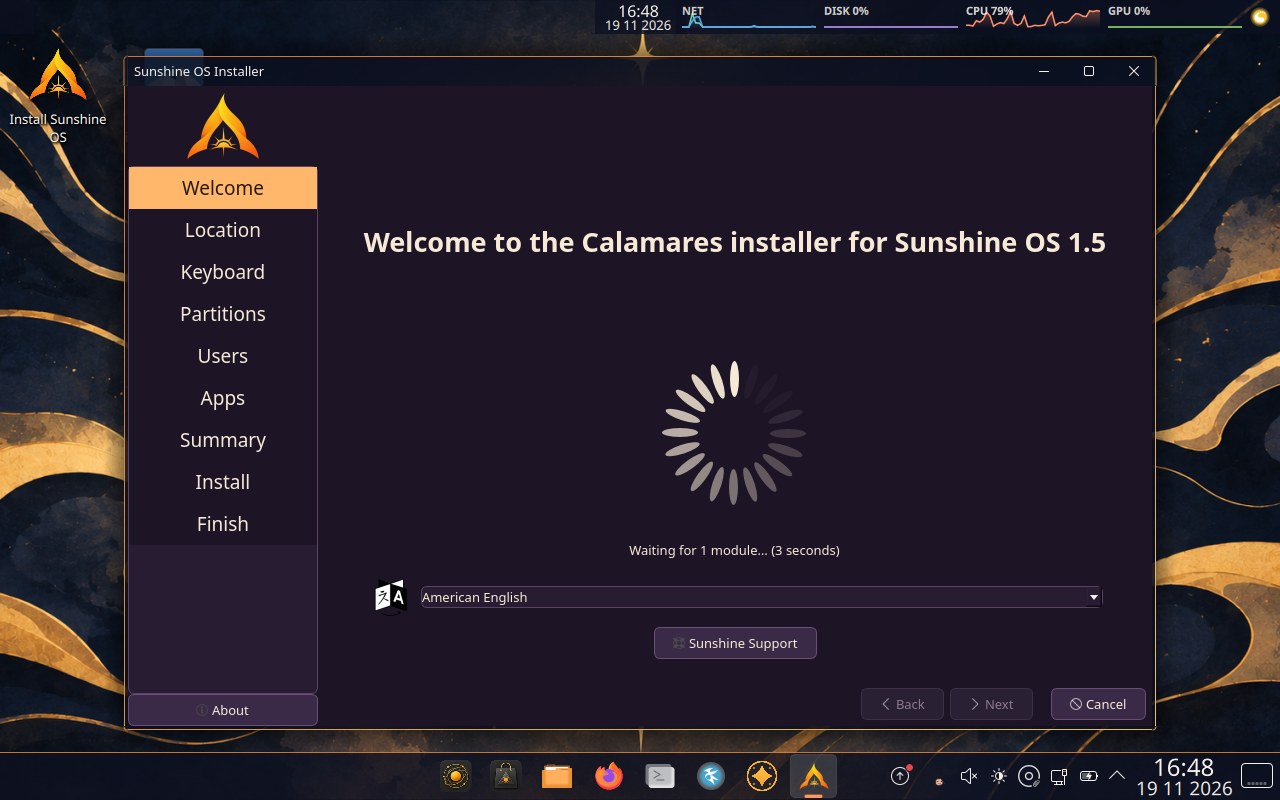 16:48
19 11 2026
NET
DISK 0%
CPU 79%
GPU 0%
Install Sunshine
OS
Sunshine OS Installer
Welcome
Location
Keyboard
Partitions
Users
Apps
Summary
Install
Finish
About
Welcome to the Calamares installer for Sunshine OS 1.5
Waiting for 1 module... (3 seconds)
American English
Sunshine Support
Back
Next
Cancel
16:48
19 11 2026